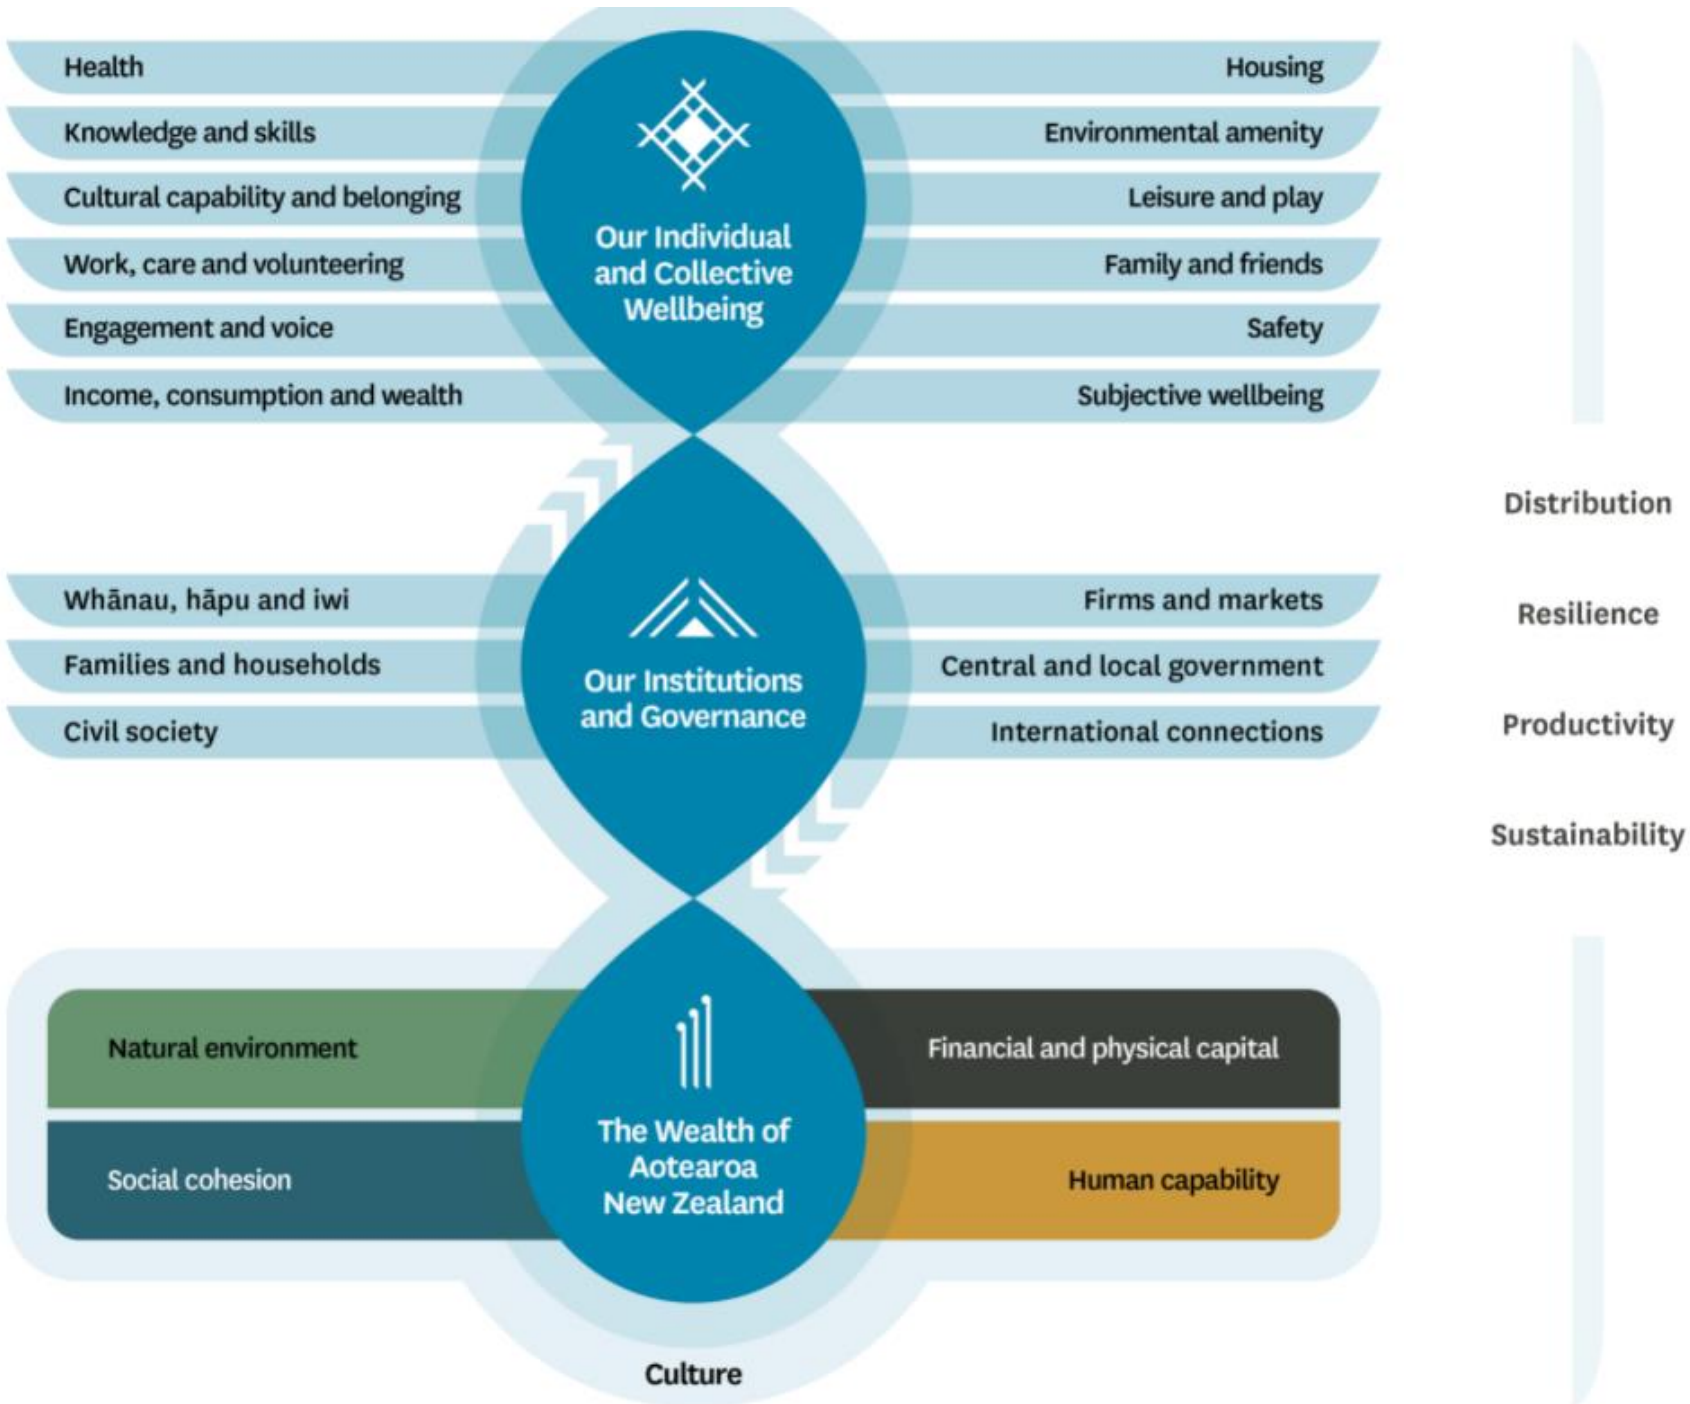 Health
Housing
Knowledge and skills
Environmental amenity
Cultural capability and belonging
Leisure and play
Work, care and volunteering
Family and friends
Engagement and voice
Safety
Income, consumption and wealth
Subjective wellbeing
Our Individual
and Collective
Wellbeing
Whānau, hāpu and iwi
Firms and markets
Families and households
Central and local government
Civil society
International connections
Our Institutions
and Governance
Natural environment
Financial and physical capital
Social cohesion
Human capability
The Wealth of
Aotearoa
New Zealand
Culture
Distribution
Resilience
Productivity
Sustainability